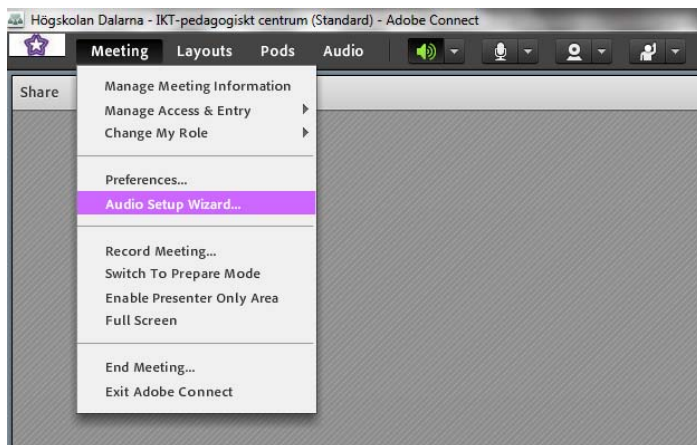 Högskolan Dalarna - IKT-pedagogiskt centrum (Standard) - Adobe Connect
Meeting Layouts Pods Audio
Share
Manage Meeting Information
Manage Access & Entry
Change My Role
Preferences...
Audio Setup Wizard...
Record Meeting...
Switch To Prepare Mode
Enable Presenter Only Area
Full Screen
End Meeting...
Exit Adobe Connect